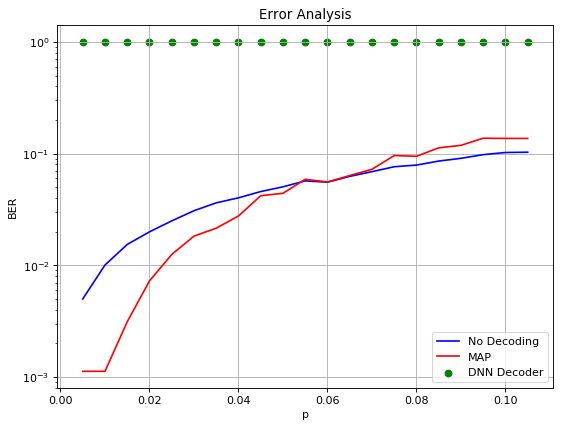 Error Analysis
10⁰
10⁻¹
10⁻²
10⁻³
BER
No Decoding
MAP
DNN Decoder
0.00 0.02 0.04 0.06 0.08 0.10
p